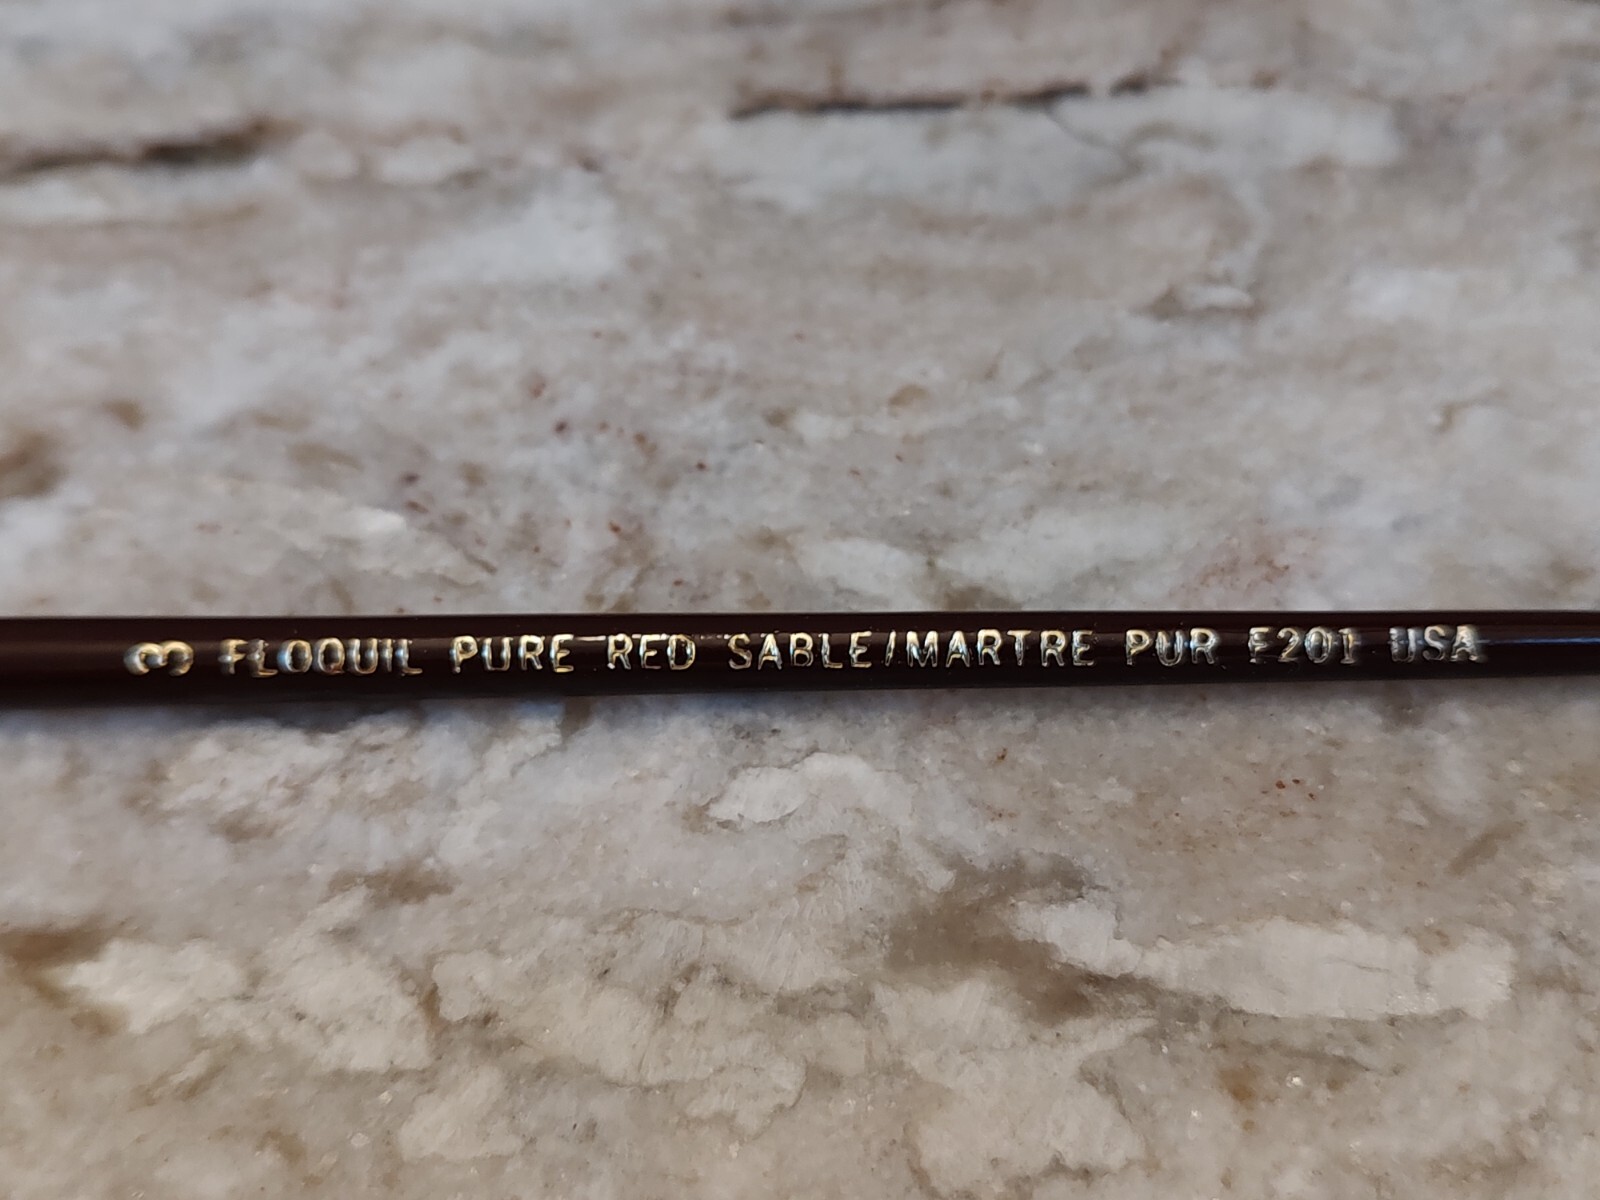 3 FLOQUIL PURE RED SABLE/MARTRE PUR F201 USA